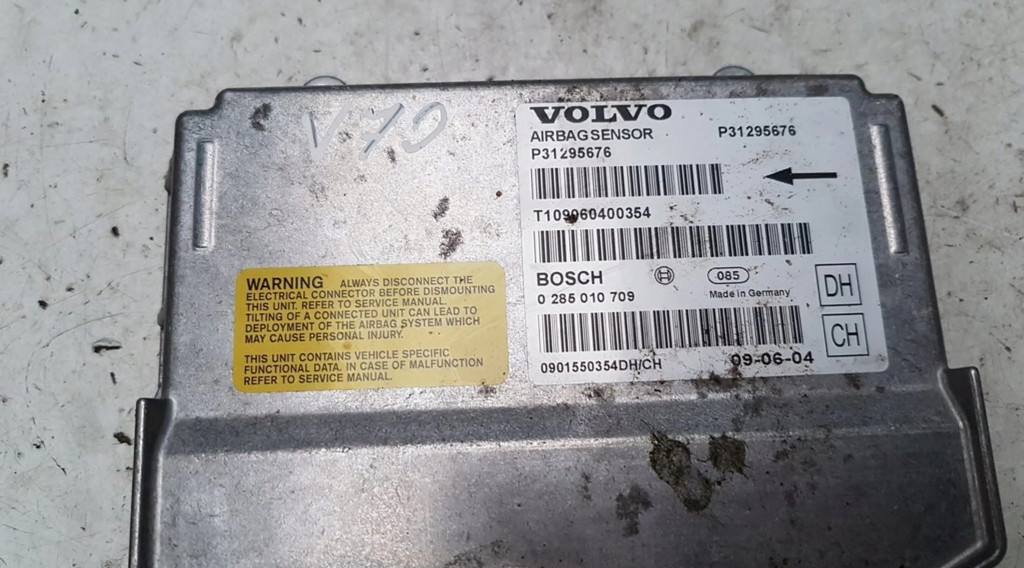 V70
VOLVO
AIRBAG SENSOR P31295676
P31295676
T109060400354
BOSCH 085
0 285 010 709 Made in Germany
DH
CH
0901550354DH/CH 09-06-04
WARNING ALWAYS DISCONNECT THE
ELECTRICAL CONNECTOR BEFORE DISMOUNTING
THIS UNIT. REFER TO SERVICE MANUAL.
TILTING OF A CONNECTED UNIT CAN LEAD TO
DEPLOYMENT OF THE AIRBAG SYSTEM WHICH
MAY CAUSE PERSONAL INJURY.
THIS UNIT CONTAINS VEHICLE SPECIFIC
FUNCTIONAL DATA. IN CASE OF MALFUNCTION
REFER TO SERVICE MANUAL.